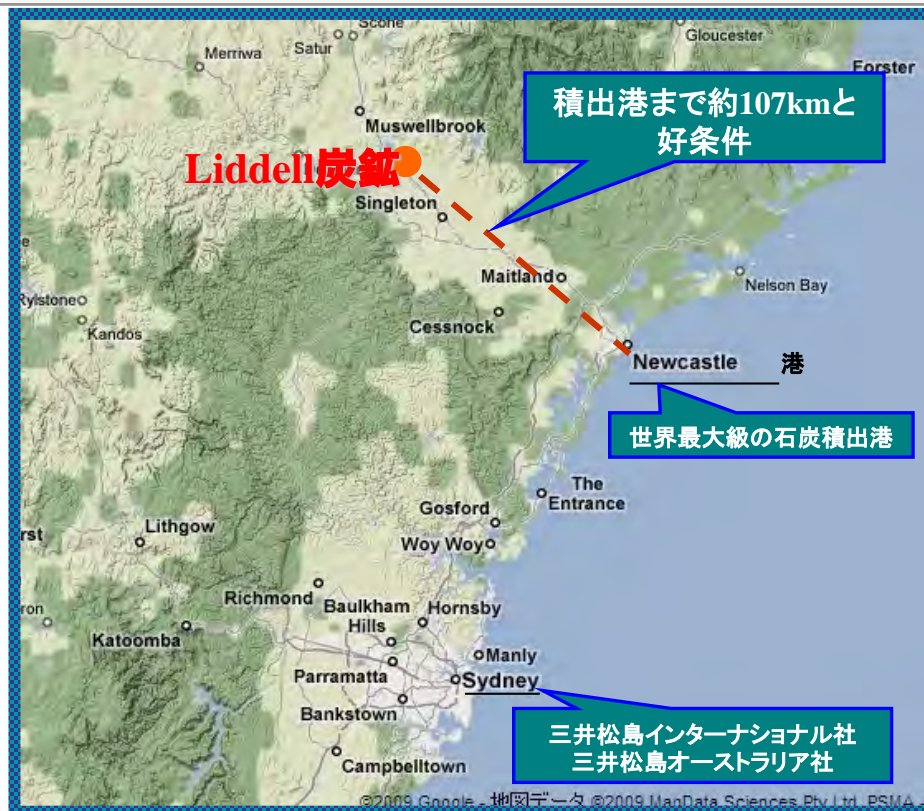 Scone
Gloucester
Satur
Merriwa
Forster
積出港まで約107kmと
好条件
Muswellbrook
Liddell炭鉱
Singleton
Maitland
Nelson Bay
Rylstone
Cessnock
Kandos
Newcastle 港
世界最大級の石炭積出港
The
Entrance
Gosford
Lithgow
rst
Woy Woy
Richmond
Baulkham
Hills
Hornsby
ron
Katoomba
Manly
Parramatta
Sydney
Bankstown
三井松島インターナショナル社
三井松島オーストラリア社
Campbelltown
©2009 Google - 地図データ ©2009 MapData Sciences Pty Ltd, PSMA